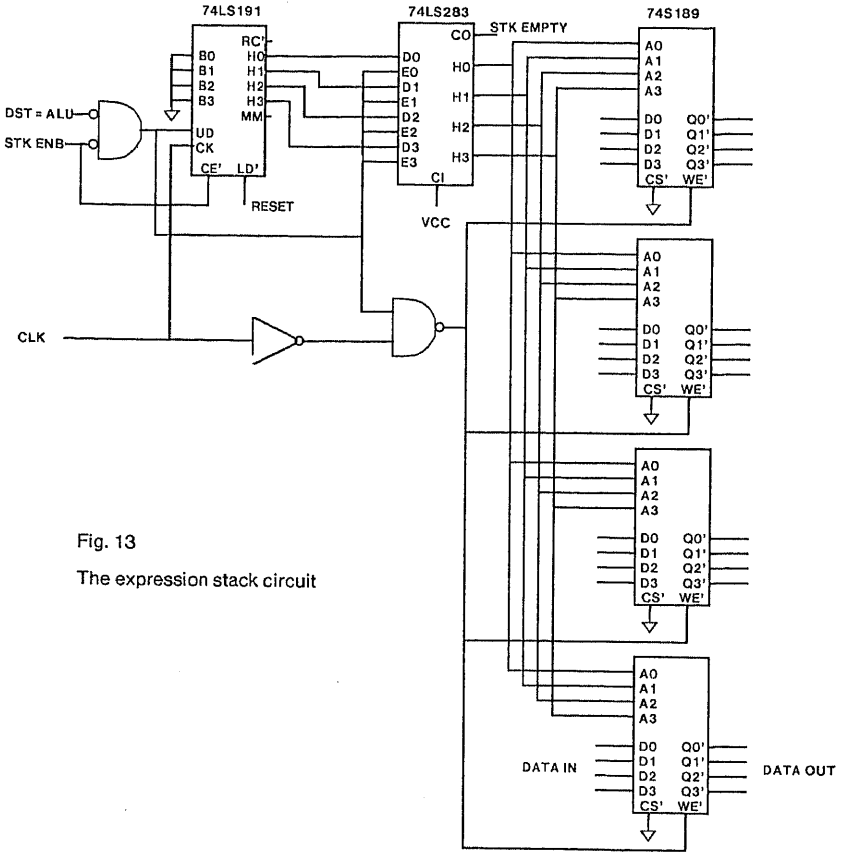 74LS191
74LS283
74S189
RC'
B0 H0
B1 H1
B2 H2
B3 H3
MM
UD
CK
CE' LD'
DST = ALU
STK ENB
RESET
CO
STK EMPTY
D0 H0
E0
D1 H1
E1
D2 H2
E2
D3 H3
E3
CI
VCC
A0
A1
A2
A3
D0 Q0'
D1 Q1'
D2 Q2'
D3 Q3'
CS' WE'
A0
A1
A2
A3
D0 Q0'
D1 Q1'
D2 Q2'
D3 Q3'
CS' WE'
CLK
A0
A1
A2
A3
D0 Q0'
D1 Q1'
D2 Q2'
D3 Q3'
CS' WE'
Fig. 13
The expression stack circuit
A0
A1
A2
A3
D0 Q0'
D1 Q1'
D2 Q2'
D3 Q3'
CS' WE'
DATA IN
DATA OUT